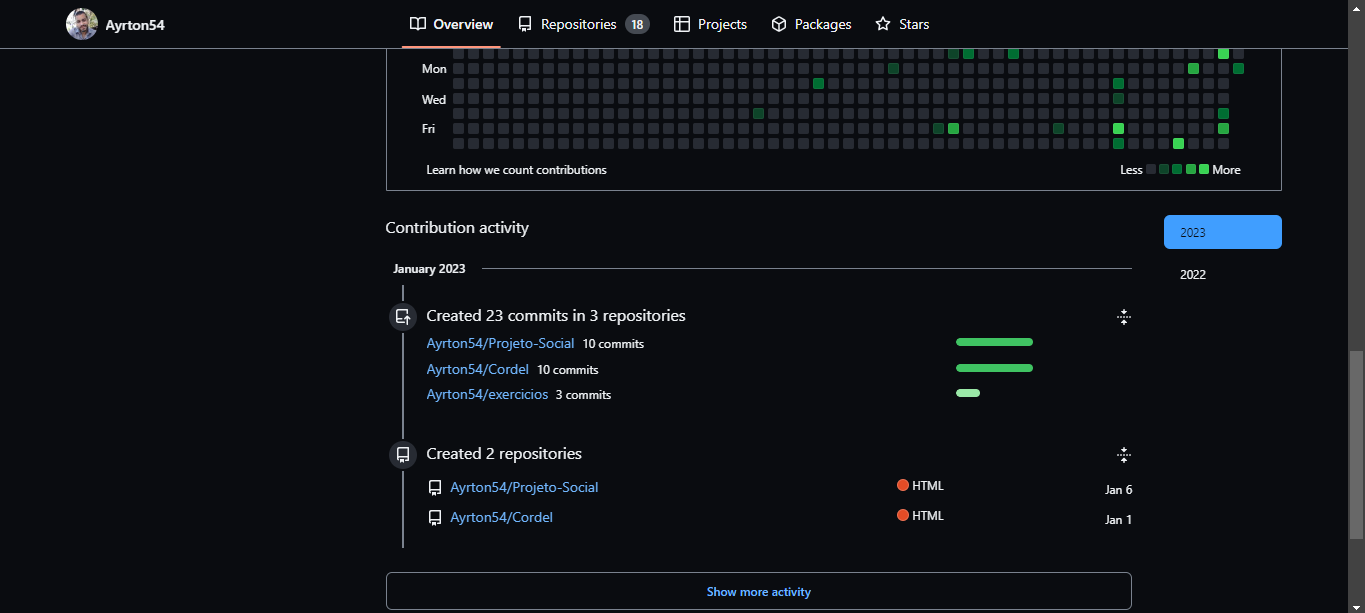 Ayrton54 Overview Repositories 18 Projects Packages Stars
Mon
Wed
Fri
Learn how we count contributions Less More
Contribution activity
2023
2022
January 2023
Created 23 commits in 3 repositories
Ayrton54/Projeto-Social 10 commits
Ayrton54/Cordel 10 commits
Ayrton54/exercicios 3 commits
Created 2 repositories
Ayrton54/Projeto-Social HTML Jan 6
Ayrton54/Cordel HTML Jan 1
Show more activity